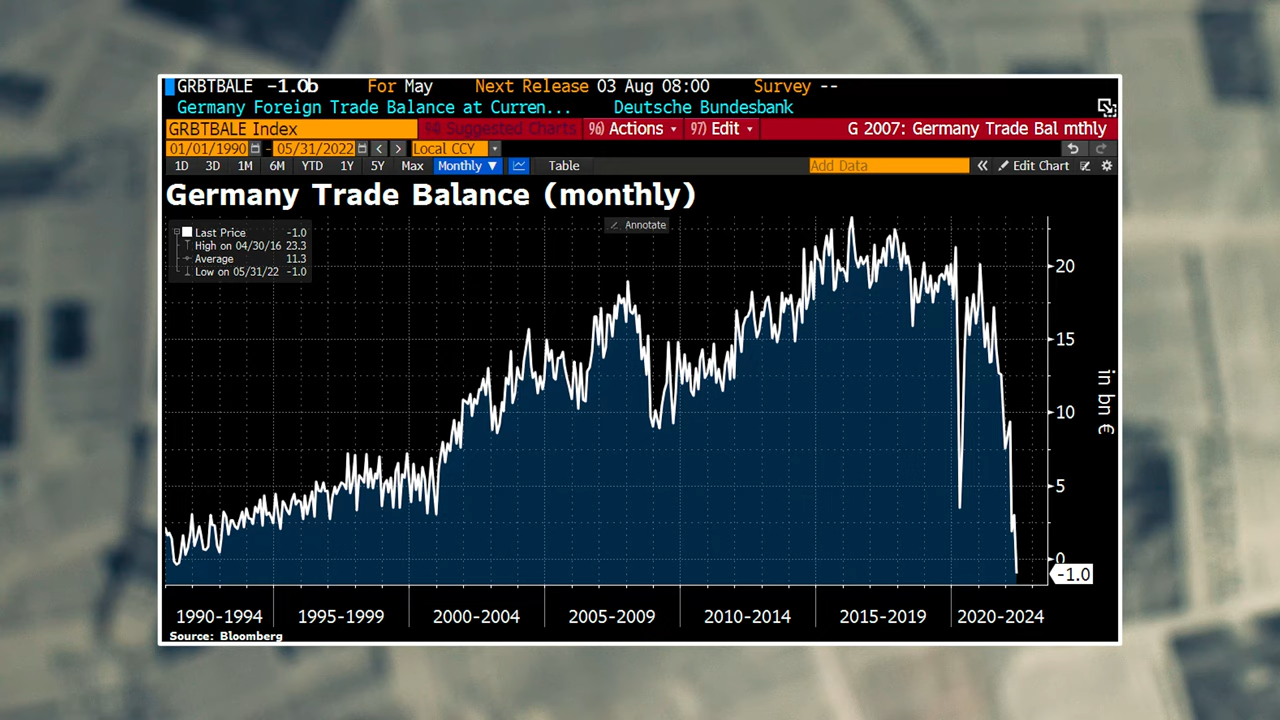 GRBTBALE -1.0b For May Next Release 03 Aug 08:00 Survey --
Germany Foreign Trade Balance at Curren... Deutsche Bundesbank
GRBTBALE Index 94) Suggested Charts 96) Actions 97) Edit G 2007: Germany Trade Bal mthly
01/01/1990 - 05/31/2022 Local CCY
1D 3D 1M 6M YTD 1Y 5Y Max Monthly Table Add Data Edit Chart
Germany Trade Balance (monthly)
Annotate
Last Price -1.0
High on 04/30/16 23.3
Average 11.3
Low on 05/31/22 -1.0
20
15
10
5
0
-1.0
in bn €
1990-1994 1995-1999 2000-2004 2005-2009 2010-2014 2015-2019 2020-2024
Source: Bloomberg